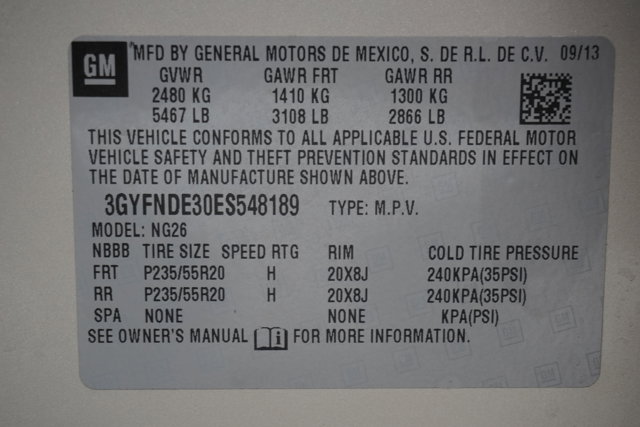 GM
MFD BY GENERAL MOTORS DE MEXICO, S. DE R.L. DE C.V. 09/13
GVWR GAWR FRT GAWR RR
2480 KG 1410 KG 1300 KG
5467 LB 3108 LB 2866 LB
THIS VEHICLE CONFORMS TO ALL APPLICABLE U.S. FEDERAL MOTOR
VEHICLE SAFETY AND THEFT PREVENTION STANDARDS IN EFFECT ON
THE DATE OF MANUFACTURE SHOWN ABOVE.
3GYFNDE30ES548189 TYPE: M.P.V.
MODEL: NG26
NBBB TIRE SIZE SPEED RTG RIM COLD TIRE PRESSURE
FRT P235/55R20 H 20X8J 240KPA(35PSI)
RR P235/55R20 H 20X8J 240KPA(35PSI)
SPA NONE NONE KPA(PSI)
SEE OWNER'S MANUAL FOR MORE INFORMATION.